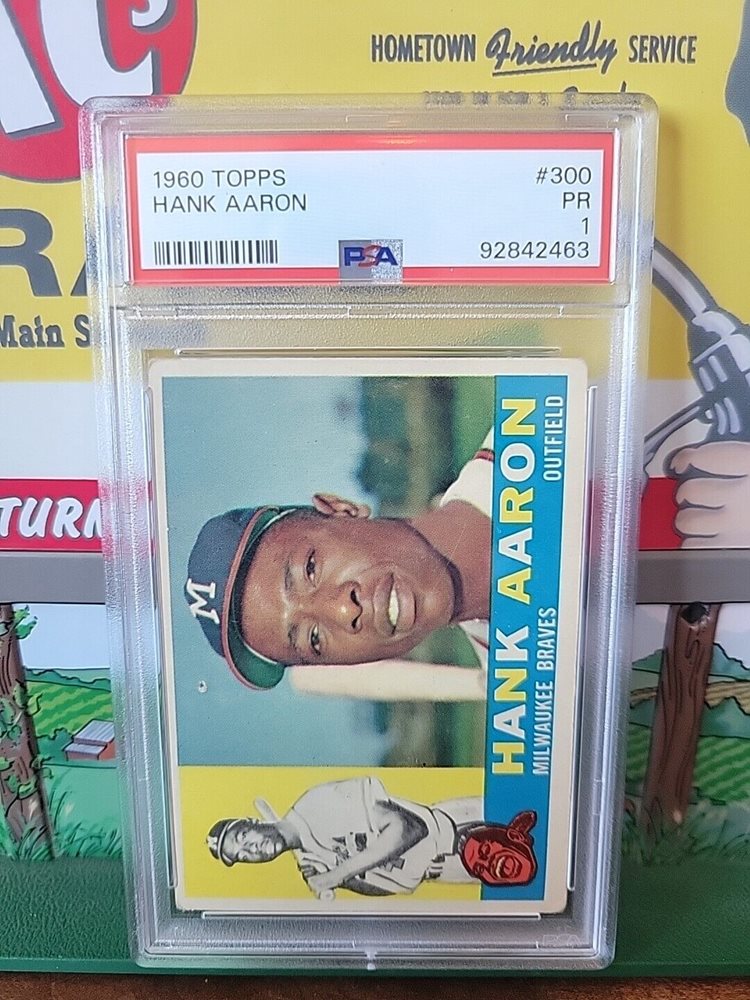 HOMETOWN Friendly SERVICE
1960 TOPPS #300
HANK AARON PR
1
PSA 92842463
Main S
TURN
HANK AARON
MILWAUKEE BRAVES OUTFIELD
M